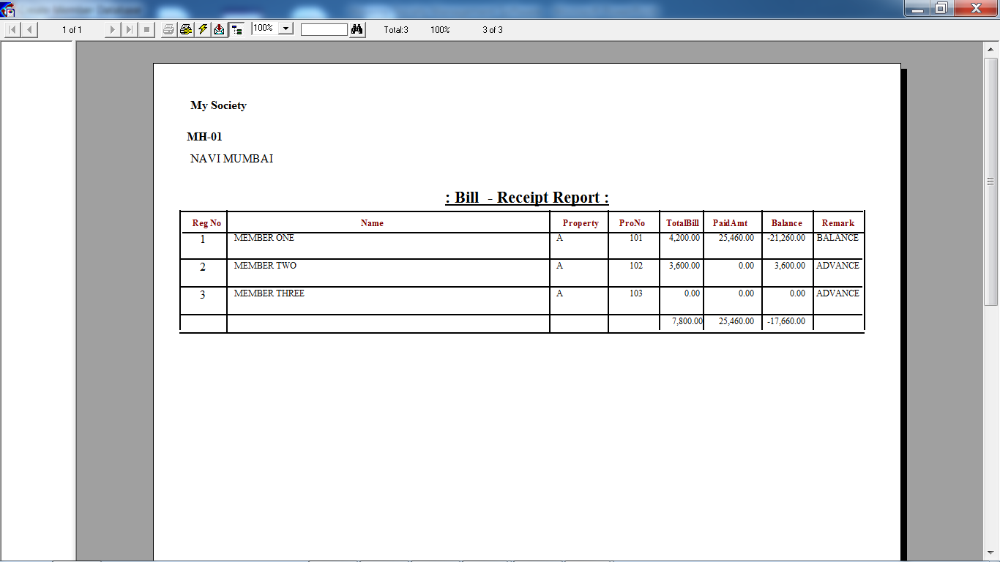 1 of 1 100% Total:3 100% 3 of 3
My Society
MH-01
NAVI MUMBAI
: Bill - Receipt Report :
Reg No Name Property ProNo TotalBill PaidAmt Balance Remark
1 MEMBER ONE A 101 4,200.00 25,460.00 -21,260.00 BALANCE
2 MEMBER TWO A 102 3,600.00 0.00 3,600.00 ADVANCE
3 MEMBER THREE A 103 0.00 0.00 0.00 ADVANCE
7,800.00 25,460.00 -17,660.00